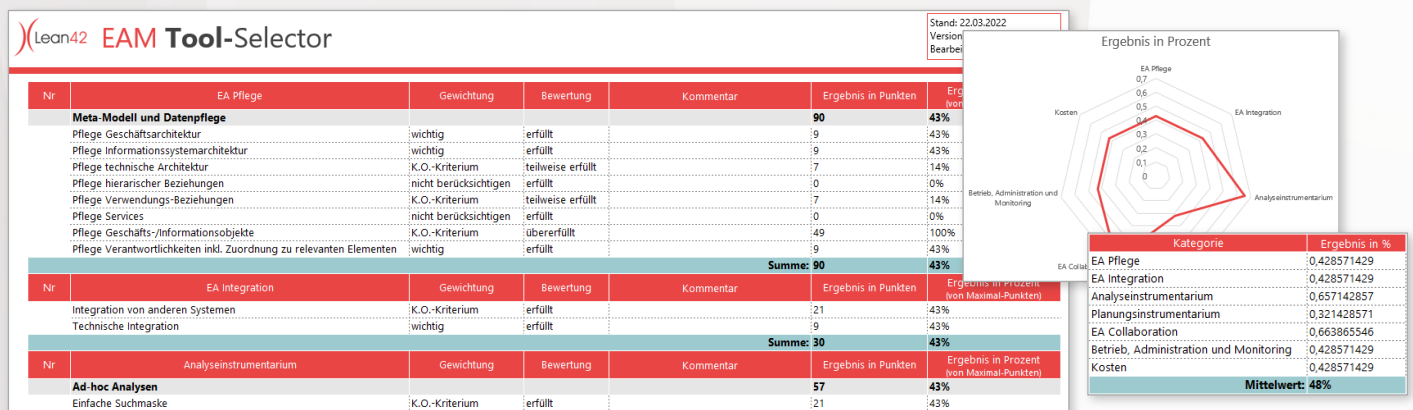 Lean42 EAM Tool-Selector
Stand: 22.03.2022
Version
Bearbei
Nr EA Pflege Gewichtung Bewertung Kommentar Ergebnis in Punkten Erg
(von
Meta-Modell und Datenpflege 90 43%
Pflege Geschäftsarchitektur wichtig erfüllt 9 43%
Pflege Informationssystemarchitektur wichtig erfüllt 9 43%
Pflege technische Architektur K.O.-Kriterium teilweise erfüllt 7 14%
Pflege hierarischer Beziehungen nicht berücksichtigen erfüllt 0 0%
Pflege Verwendungs-Beziehungen K.O.-Kriterium teilweise erfüllt 7 14%
Pflege Services nicht berücksichtigen erfüllt 0 0%
Pflege Geschäfts-/Informationsobjekte K.O.-Kriterium übererfüllt 49 100%
Pflege Verantwortlichkeiten inkl. Zuordnung zu relevanten Elementen wichtig erfüllt 9 43%
Summe: 90 43%
Nr EA Integration Gewichtung Bewertung Kommentar Ergebnis in Punkten Ergebnis in Prozent
(von Maximal-Punkten)
Integration von anderen Systemen K.O.-Kriterium erfüllt 21 43%
Technische Integration wichtig erfüllt 9 43%
Summe: 30 43%
Nr Analyseinstrumentarium Gewichtung Bewertung Kommentar Ergebnis in Punkten Ergebnis in Prozent
(von Maximal-Punkten)
Ad-hoc Analysen 57 43%
Einfache Suchmaske K.O.-Kriterium erfüllt 21 43%
Ergebnis in Prozent
EA Pflege
0,7
0,6
0,5
0,4
0,3
0,2
0,1
0
Kosten
EA Integration
Betrieb, Administration und
Monitoring
Analyseinstrumentarium
EA Collab
Kategorie Ergebnis in %
EA Pflege 0,428571429
EA Integration 0,428571429
Analyseinstrumentarium 0,657142857
Planungsinstrumentarium 0,321428571
EA Collaboration 0,663865546
Betrieb, Administration und Monitoring 0,428571429
Kosten 0,428571429
Mittelwert: 48%